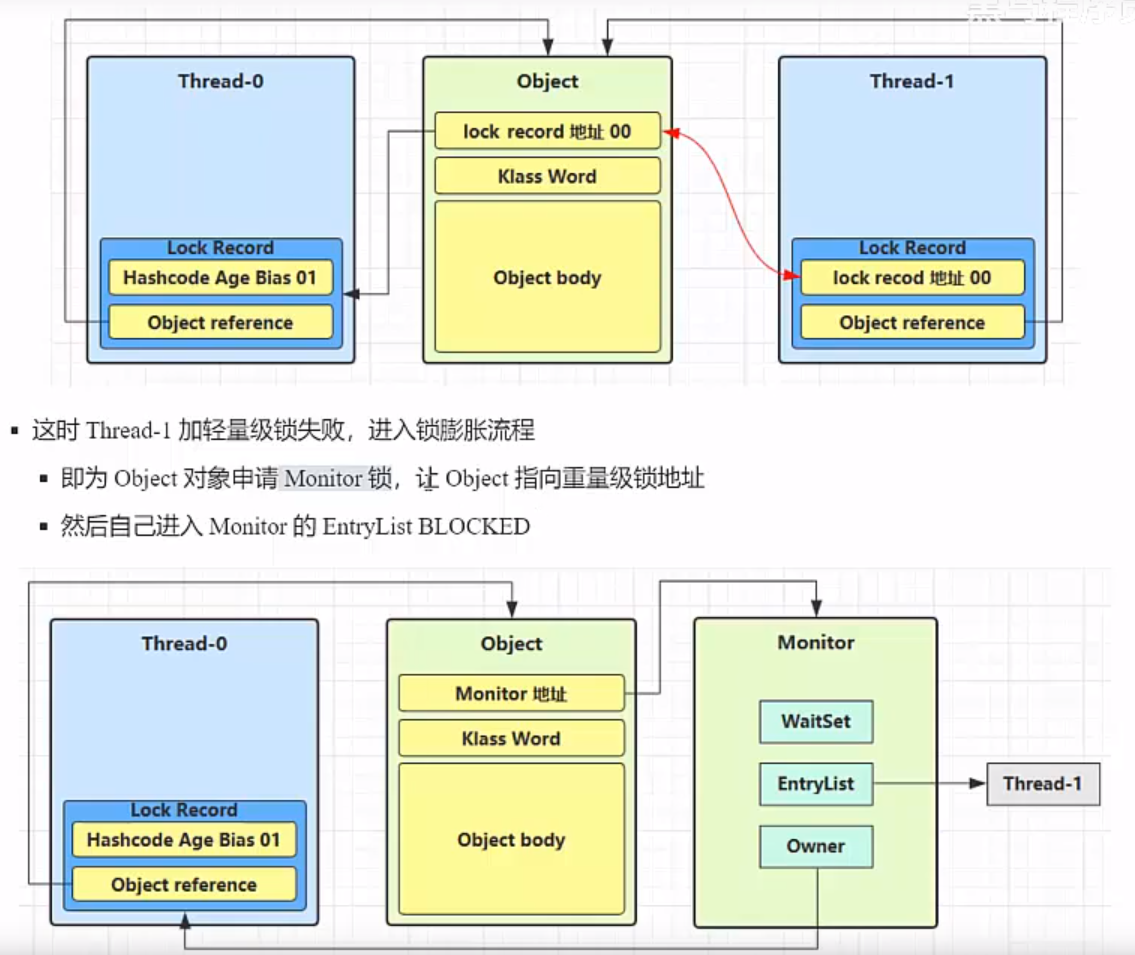 Thread-0
Object
Thread-1
lock record 地址 00
Klass Word
Object body
Lock Record
Hashcode Age Bias 01
Object reference
Lock Record
lock recod 地址 00
Object reference
这时 Thread-1 加轻量级锁失败，进入锁膨胀流程
即为 Object 对象申请 Monitor 锁，让 Object 指向重量级锁地址
然后自己进入 Monitor 的 EntryList BLOCKED
Thread-0
Object
Monitor
Monitor 地址
Klass Word
Object body
Lock Record
Hashcode Age Bias 01
Object reference
WaitSet
EntryList
Owner
Thread-1